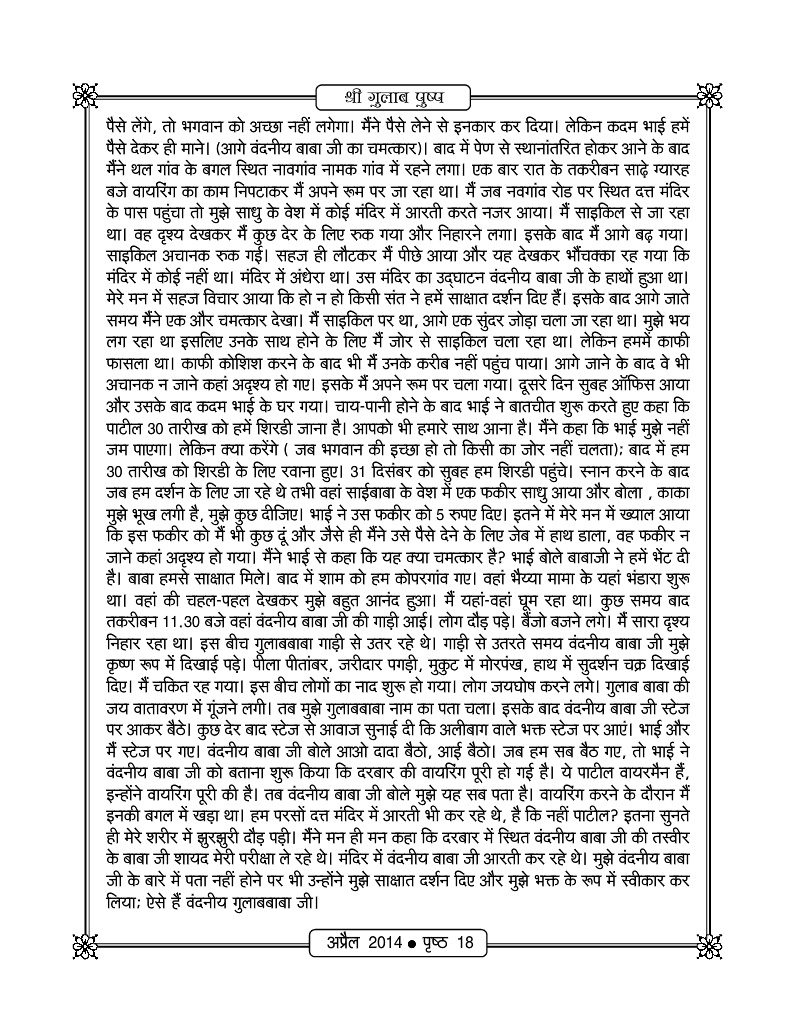 श्री गुलाब पुष्प
पैसे लेंगे, तो भगवान को अच्छा नहीं लगेगा। मैंने पैसे लेने से इनकार कर दिया। लेकिन कदम भाई हमें
पैसे देकर ही माने। (आगे वंदनीय बाबा जी का चमत्कार)। बाद में पेण से स्थानांतरित होकर आने के बाद
मैंने थल गांव के बगल स्थित नावगांव नामक गांव में रहने लगा। एक बार रात के तकरीबन साढ़े ग्यारह
बजे वायरिंग का काम निपटाकर मैं अपने रूम पर जा रहा था। मैं जब नवगांव रोड पर स्थित दत्त मंदिर
के पास पहुंचा तो मुझे साधु के वेश में कोई मंदिर में आरती करते नजर आया। मैं साइकिल से जा रहा
था। वह दृश्य देखकर मैं कुछ देर के लिए रुक गया और निहारने लगा। इसके बाद मैं आगे बढ़ गया।
साइकिल अचानक रुक गई। सहज ही लौटकर मैं पीछे आया और यह देखकर भौंचक्का रह गया कि
मंदिर में कोई नहीं था। मंदिर में अंधेरा था। उस मंदिर का उद्घाटन वंदनीय बाबा जी के हाथों हुआ था।
मेरे मन में सहज विचार आया कि हो न हो किसी संत ने हमें साक्षात दर्शन दिए हैं। इसके बाद आगे जाते
समय मैंने एक और चमत्कार देखा। मैं साइकिल पर था, आगे एक सुंदर जोड़ा चला जा रहा था। मुझे भय
लग रहा था इसलिए उनके साथ होने के लिए मैं जोर से साइकिल चला रहा था। लेकिन हममें काफी
फासला था। काफी कोशिश करने के बाद भी मैं उनके करीब नहीं पहुंच पाया। आगे जाने के बाद वे भी
अचानक न जाने कहां अदृश्य हो गए। इसके मैं अपने रूम पर चला गया। दूसरे दिन सुबह ऑफिस आया
और उसके बाद कदम भाई के घर गया। चाय-पानी होने के बाद भाई ने बातचीत शुरू करते हुए कहा कि
पाटील 30 तारीख को हमें शिरडी जाना है। आपको भी हमारे साथ आना है। मैंने कहा कि भाई मुझे नहीं
जम पाएगा। लेकिन क्या करेंगे ( जब भगवान की इच्छा हो तो किसी का जोर नहीं चलता); बाद में हम
30 तारीख को शिरडी के लिए रवाना हुए। 31 दिसंबर को सुबह हम शिरडी पहुंचे। स्नान करने के बाद
जब हम दर्शन के लिए जा रहे थे तभी वहां साईबाबा के वेश में एक फकीर साधु आया और बोला , काका
मुझे भूख लगी है, मुझे कुछ दीजिए। भाई ने उस फकीर को 5 रुपए दिए। इतने में मेरे मन में ख्याल आया
कि इस फकीर को मैं भी कुछ दूं और जैसे ही मैंने उसे पैसे देने के लिए जेब में हाथ डाला, वह फकीर न
जाने कहां अदृश्य हो गया। मैंने भाई से कहा कि यह क्या चमत्कार है? भाई बोले बाबाजी ने हमें भेंट दी
है। बाबा हमसे साक्षात मिले। बाद में शाम को हम कोपरगांव गए। वहां भैय्या मामा के यहां भंडारा शुरू
था। वहां की चहल-पहल देखकर मुझे बहुत आनंद हुआ। मैं यहां-वहां घूम रहा था। कुछ समय बाद
तकरीबन 11.30 बजे वहां वंदनीय बाबा जी की गाड़ी आई। लोग दौड़ पड़े। बैंजो बजने लगे। मैं सारा दृश्य
निहार रहा था। इस बीच गुलाबबाबा गाड़ी से उतर रहे थे। गाड़ी से उतरते समय वंदनीय बाबा जी मुझे
कृष्ण रूप में दिखाई पड़े। पीला पीतांबर, जरीदार पगड़ी, मुकुट में मोरपंख, हाथ में सुदर्शन चक्र दिखाई
दिए। मैं चकित रह गया। इस बीच लोगों का नाद शुरू हो गया। लोग जयघोष करने लगे। गुलाब बाबा की
जय वातावरण में गूंजने लगी। तब मुझे गुलाबबाबा नाम का पता चला। इसके बाद वंदनीय बाबा जी स्टेज
पर आकर बैठे। कुछ देर बाद स्टेज से आवाज सुनाई दी कि अलीबाग वाले भक्त स्टेज पर आएं। भाई और
मैं स्टेज पर गए। वंदनीय बाबा जी बोले आओ दादा बैठो, आई बैठो। जब हम सब बैठ गए, तो भाई ने
वंदनीय बाबा जी को बताना शुरू किया कि दरबार की वायरिंग पूरी हो गई है। ये पाटील वायरमैन हैं,
इन्होंने वायरिंग पूरी की है। तब वंदनीय बाबा जी बोले मुझे यह सब पता है। वायरिंग करने के दौरान मैं
इनकी बगल में खड़ा था। हम परसों दत्त मंदिर में आरती भी कर रहे थे, है कि नहीं पाटील? इतना सुनते
ही मेरे शरीर में झुरझुरी दौड़ पड़ी। मैंने मन ही मन कहा कि दरबार में स्थित वंदनीय बाबा जी की तस्वीर
के बाबा जी शायद मेरी परीक्षा ले रहे थे। मंदिर में वंदनीय बाबा जी आरती कर रहे थे। मुझे वंदनीय बाबा
जी के बारे में पता नहीं होने पर भी उन्होंने मुझे साक्षात दर्शन दिए और मुझे भक्त के रूप में स्वीकार कर
लिया; ऐसे हैं वंदनीय गुलाबबाबा जी।
अप्रैल 2014 ● पृष्ठ 18